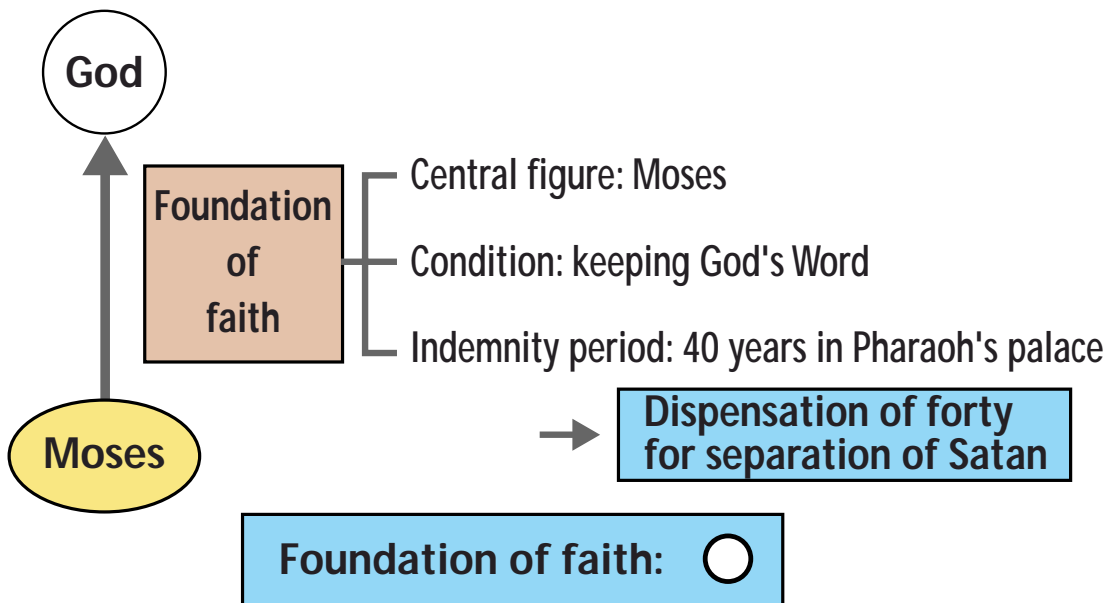 God
Foundation
of
faith
Central figure: Moses
Condition: keeping God's Word
Indemnity period: 40 years in Pharaoh's palace
Moses
Dispensation of forty
for separation of Satan
Foundation of faith: